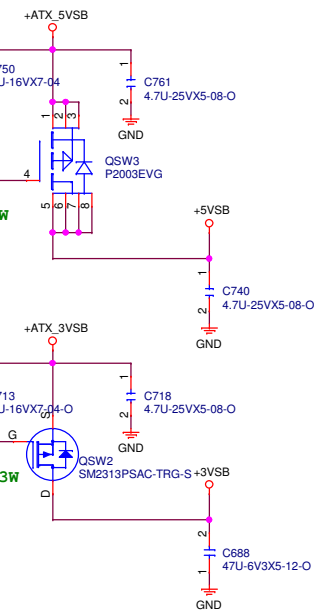 +ATX_5VSB
750
U-16VX7-04
1
C761
2
4.7U-25VX5-08-O
GND
1
2
3
QSW3
P2003EVG
4
5
6
7
8
W
+5VSB
1
C740
2
4.7U-25VX5-08-O
GND
+ATX_3VSB
713
U-16VX7-04-O
1
C718
2
4.7U-25VX5-08-O
GND
S
G
QSW2
SM2313PSAC-TRG-S
3W
D
+3VSB
2
C688
1
47U-6V3X5-12-O
GND